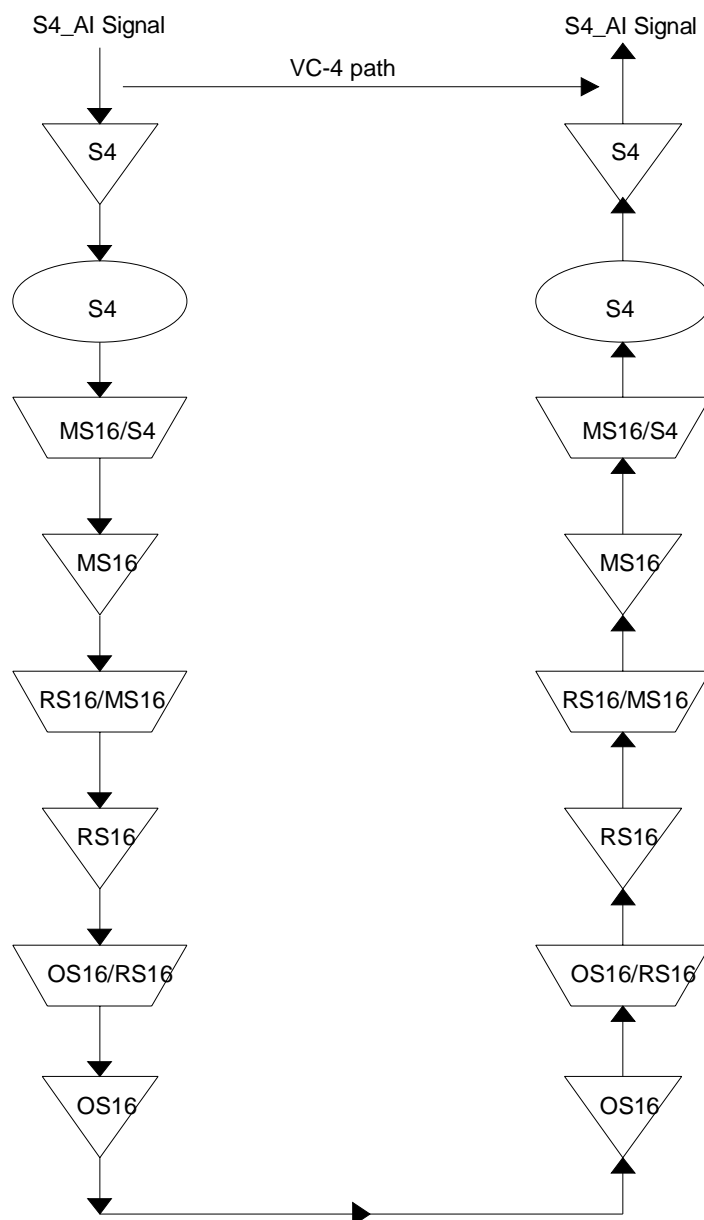 S4_AI Signal
S4_AI Signal
VC-4 path
S4
S4
S4
S4
MS16/S4
MS16/S4
MS16
MS16
RS16/MS16
RS16/MS16
RS16
RS16
OS16/RS16
OS16/RS16
OS16
OS16